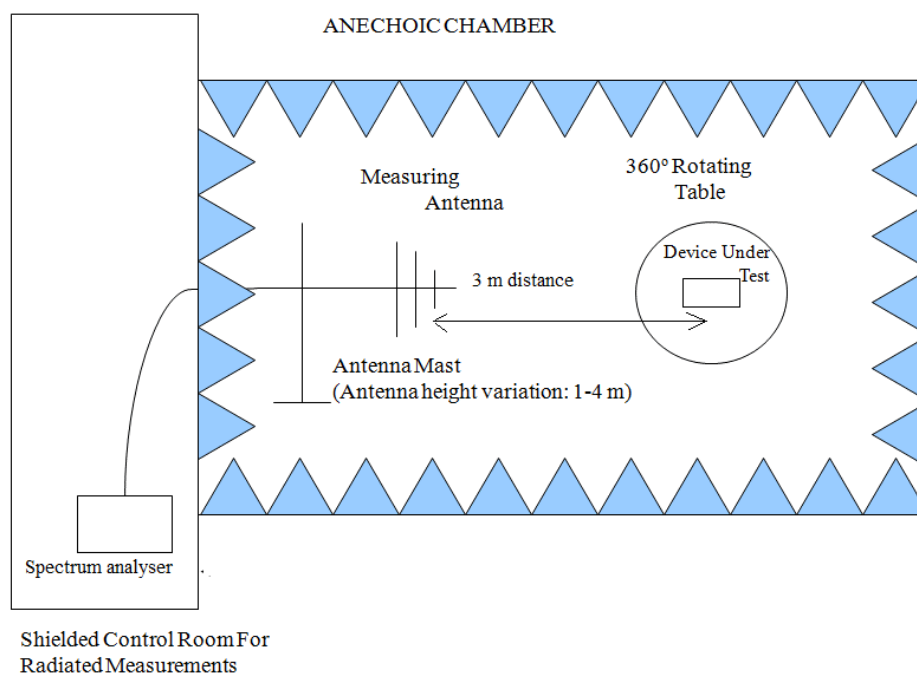 ANECHOIC CHAMBER
360° Rotating
Table
Measuring
Antenna
Device Under
Test
3 m distance
Antenna Mast
(Antenna height variation: 1-4 m)
Spectrum analyser
Shielded Control Room For
Radiated Measurements